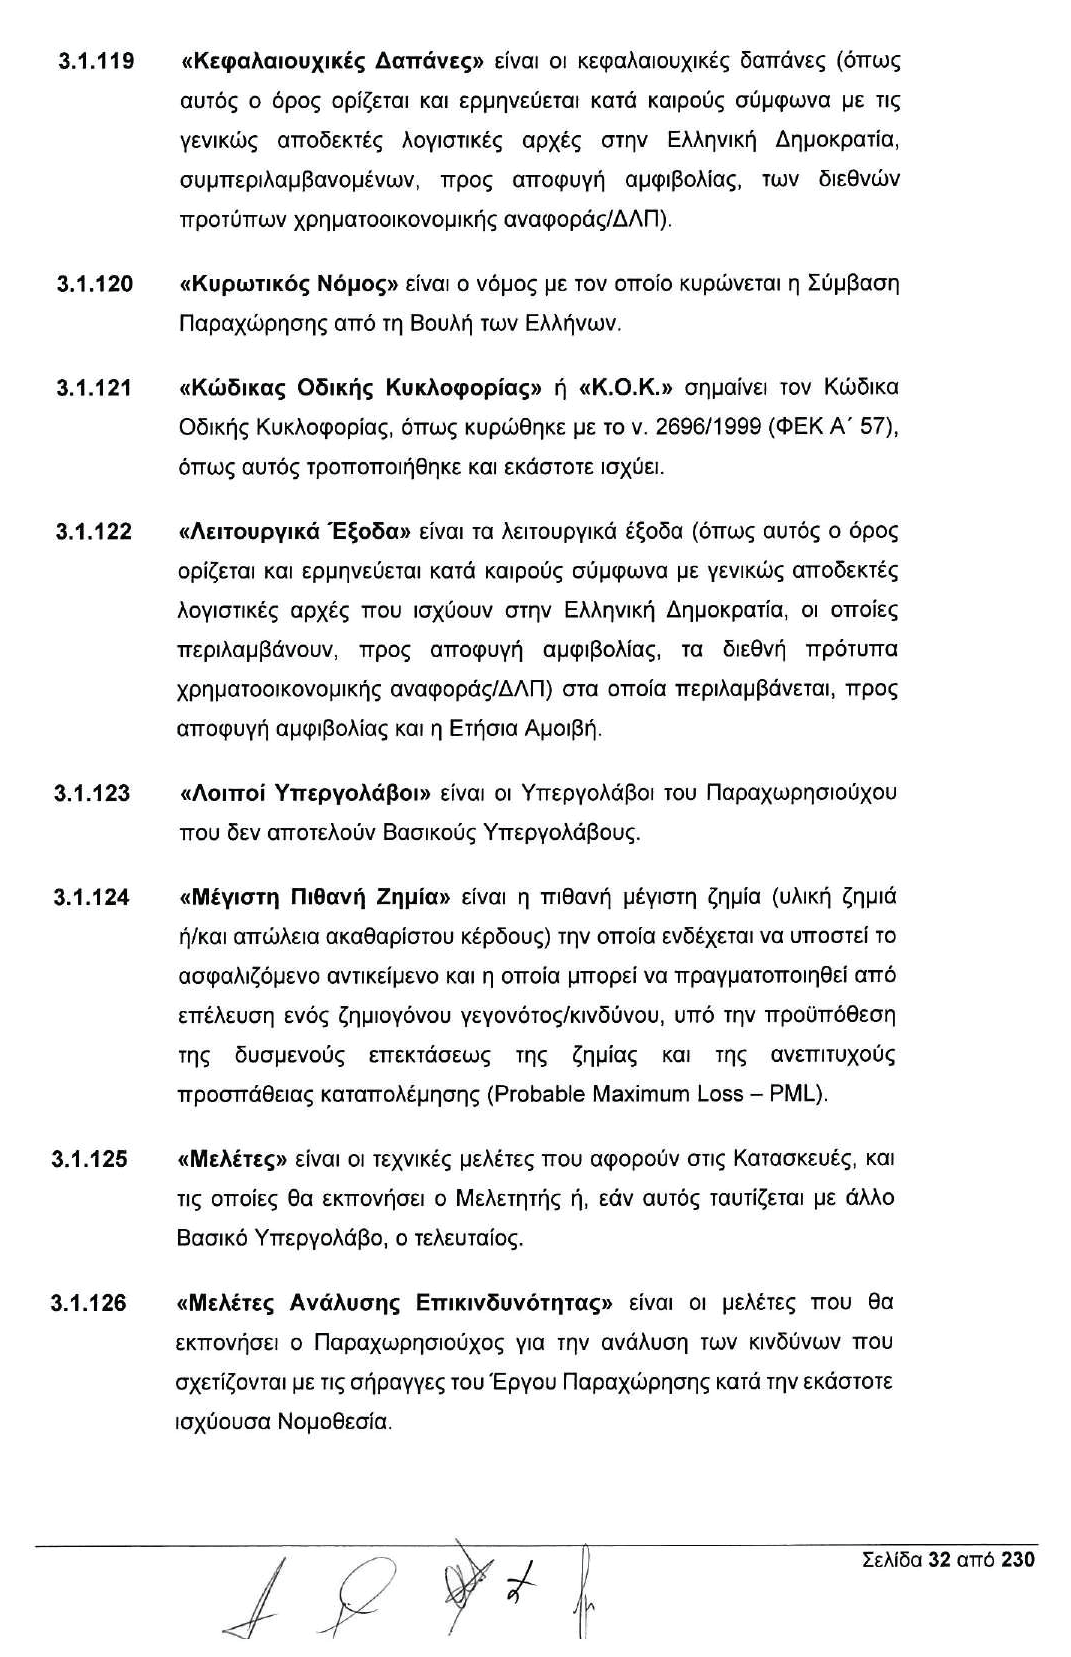 3.1.119 «Κεφαλαιουχικές Δαπάνες» είναι οι κεφαλαιουχικές δαπάνες (όπως
αυτός ο όρος ορίζεται και ερμηνεύεται κατά καιρούς σύμφωνα με τις
γενικώς αποδεκτές λογιστικές αρχές στην Ελληνική Δημοκρατία,
συμπεριλαμβανομένων, προς αποφυγή αμφιβολίας, των διεθνών
προτύπων χρηματοοικονομικής αναφοράς/ΔΛΠ).
3.1.120 «Κυρωτικός Νόμος» είναι ο νόμος με τον οποίο κυρώνεται η Σύμβαση
Παραχώρησης από τη Βουλή των Ελλήνων.
3.1.121 «Κώδικας Οδικής Κυκλοφορίας» ή «Κ.Ο.Κ.» σημαίνει τον Κώδικα
Οδικής Κυκλοφορίας, όπως κυρώθηκε με το ν. 2696/1999 (ΦΕΚ Α΄ 57),
όπως αυτός τροποποιήθηκε και εκάστοτε ισχύει.
3.1.122 «Λειτουργικά Έξοδα» είναι τα λειτουργικά έξοδα (όπως αυτός ο όρος
ορίζεται και ερμηνεύεται κατά καιρούς σύμφωνα με γενικώς αποδεκτές
λογιστικές αρχές που ισχύουν στην Ελληνική Δημοκρατία, οι οποίες
περιλαμβάνουν, προς αποφυγή αμφιβολίας, τα διεθνή πρότυπα
χρηματοοικονομικής αναφοράς/ΔΛΠ) στα οποία περιλαμβάνεται, προς
αποφυγή αμφιβολίας και η Ετήσια Αμοιβή.
3.1.123 «Λοιποί Υπεργολάβοι» είναι οι Υπεργολάβοι του Παραχωρησιούχου
που δεν αποτελούν Βασικούς Υπεργολάβους.
3.1.124 «Μέγιστη Πιθανή Ζημία» είναι η πιθανή μέγιστη ζημία (υλική ζημιά
ή/και απώλεια ακαθαρίστου κέρδους) την οποία ενδέχεται να υποστεί το
ασφαλιζόμενο αντικείμενο και η οποία μπορεί να πραγματοποιηθεί από
επέλευση ενός ζημιογόνου γεγονότος/κινδύνου, υπό την προϋπόθεση
της δυσμενούς επεκτάσεως της ζημίας και της ανεπιτυχούς
προσπάθειας καταπολέμησης (Probable Maximum Loss – PML).
3.1.125 «Μελέτες» είναι οι τεχνικές μελέτες που αφορούν στις Κατασκευές, και
τις οποίες θα εκπονήσει ο Μελετητής ή, εάν αυτός ταυτίζεται με άλλο
Βασικό Υπεργολάβο, ο τελευταίος.
3.1.126 «Μελέτες Ανάλυσης Επικινδυνότητας» είναι οι μελέτες που θα
εκπονήσει ο Παραχωρησιούχος για την ανάλυση των κινδύνων που
σχετίζονται με τις σήραγγες του Έργου Παραχώρησης κατά την εκάστοτε
ισχύουσα Νομοθεσία.
Σελίδα 32 από 230